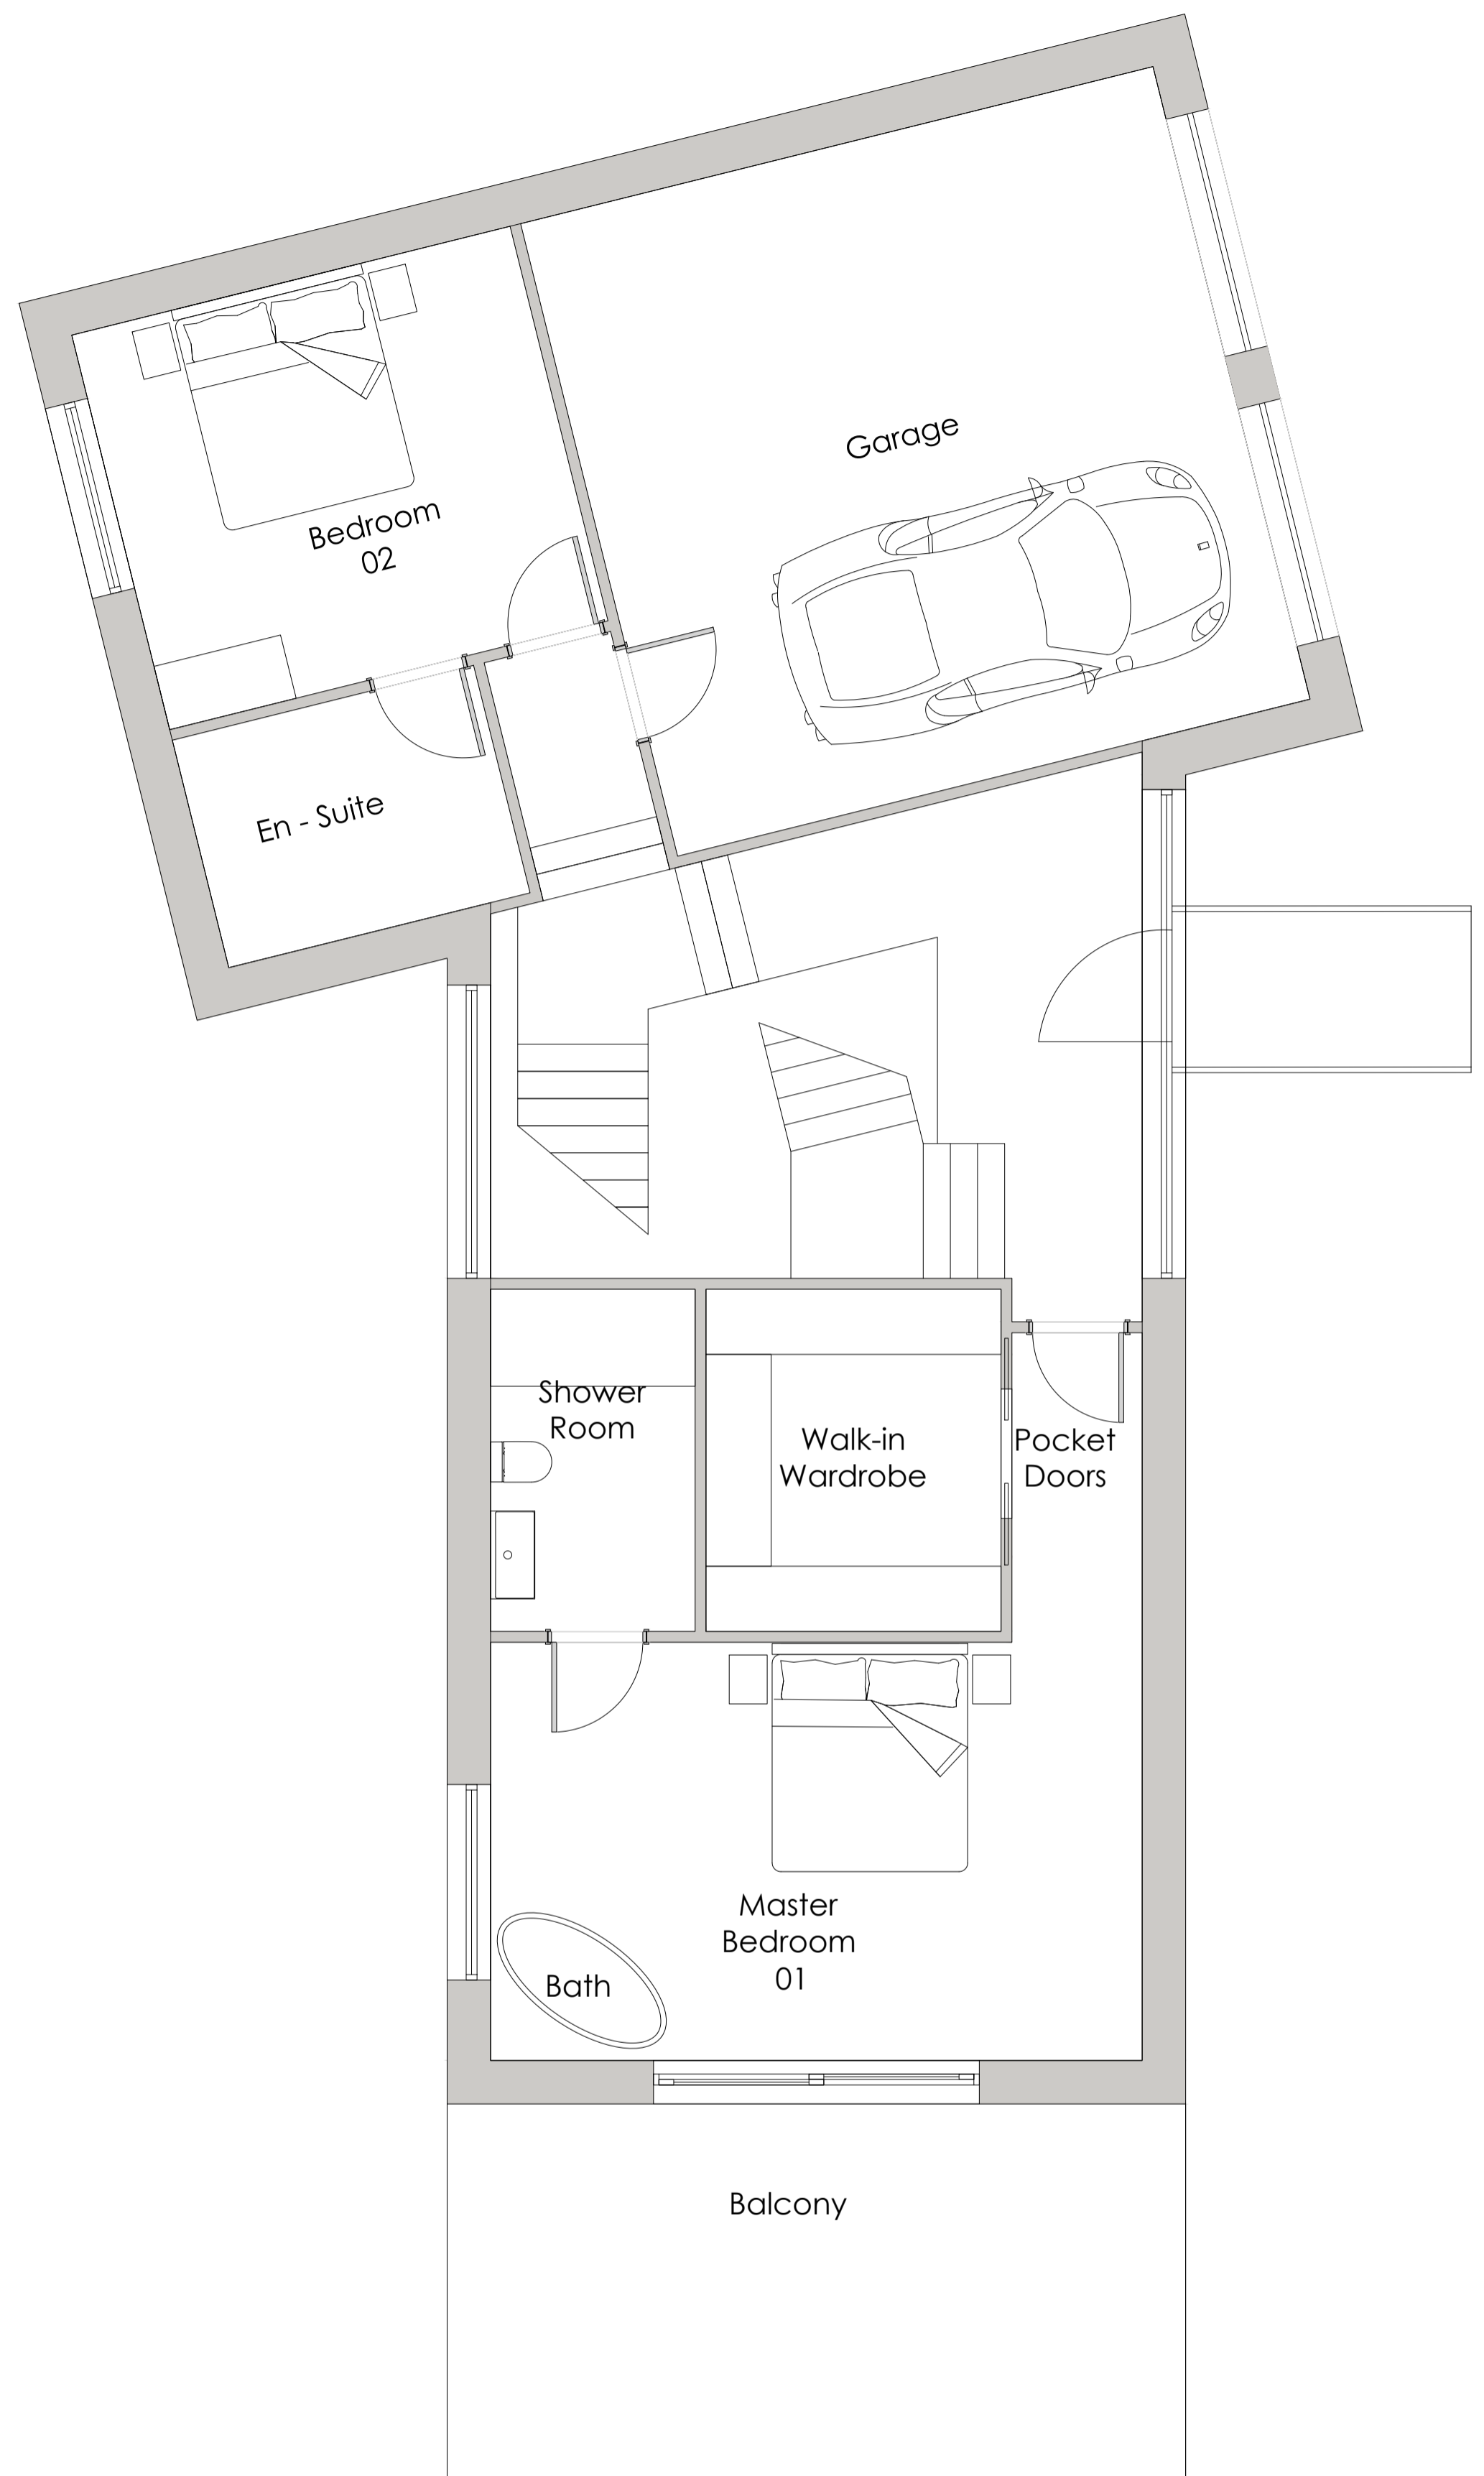 Garage
Bedroom
02
En - Suite
Shower
Room
Walk-in
Wardrobe
Pocket
Doors
Master
Bedroom
01
Bath
Balcony